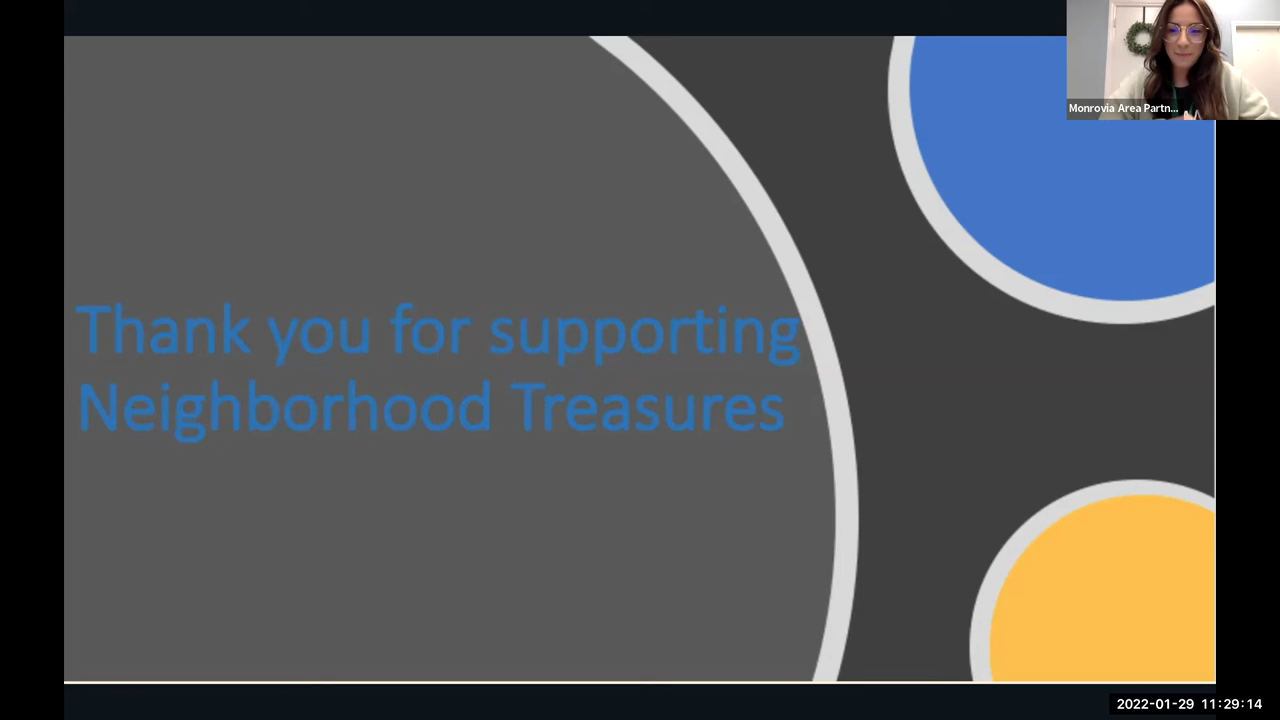 Monrovia Area Partn...
Thank you for supporting
Neighborhood Treasures
2022-01-29 11:29:14